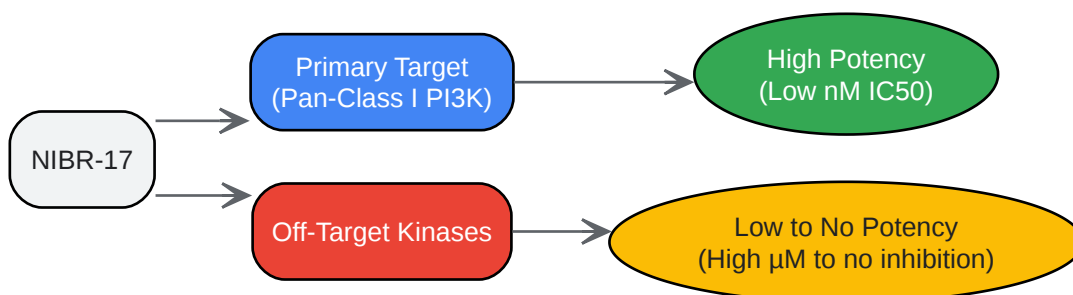 NIBR-17
Primary Target
(Pan-Class I PI3K)
High Potency
(Low nM IC50)
Off-Target Kinases
Low to No Potency
(High µM to no inhibition)